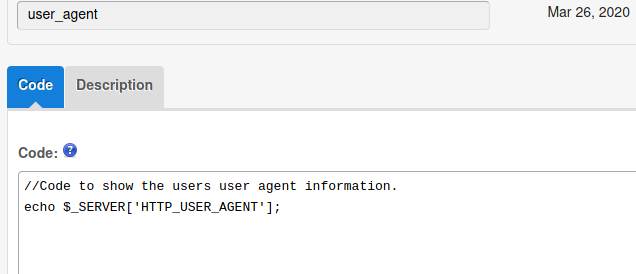 user_agent
Mar 26, 2020
Code
Description
Code:
//Code to show the users user agent information.
echo $_SERVER['HTTP_USER_AGENT'];